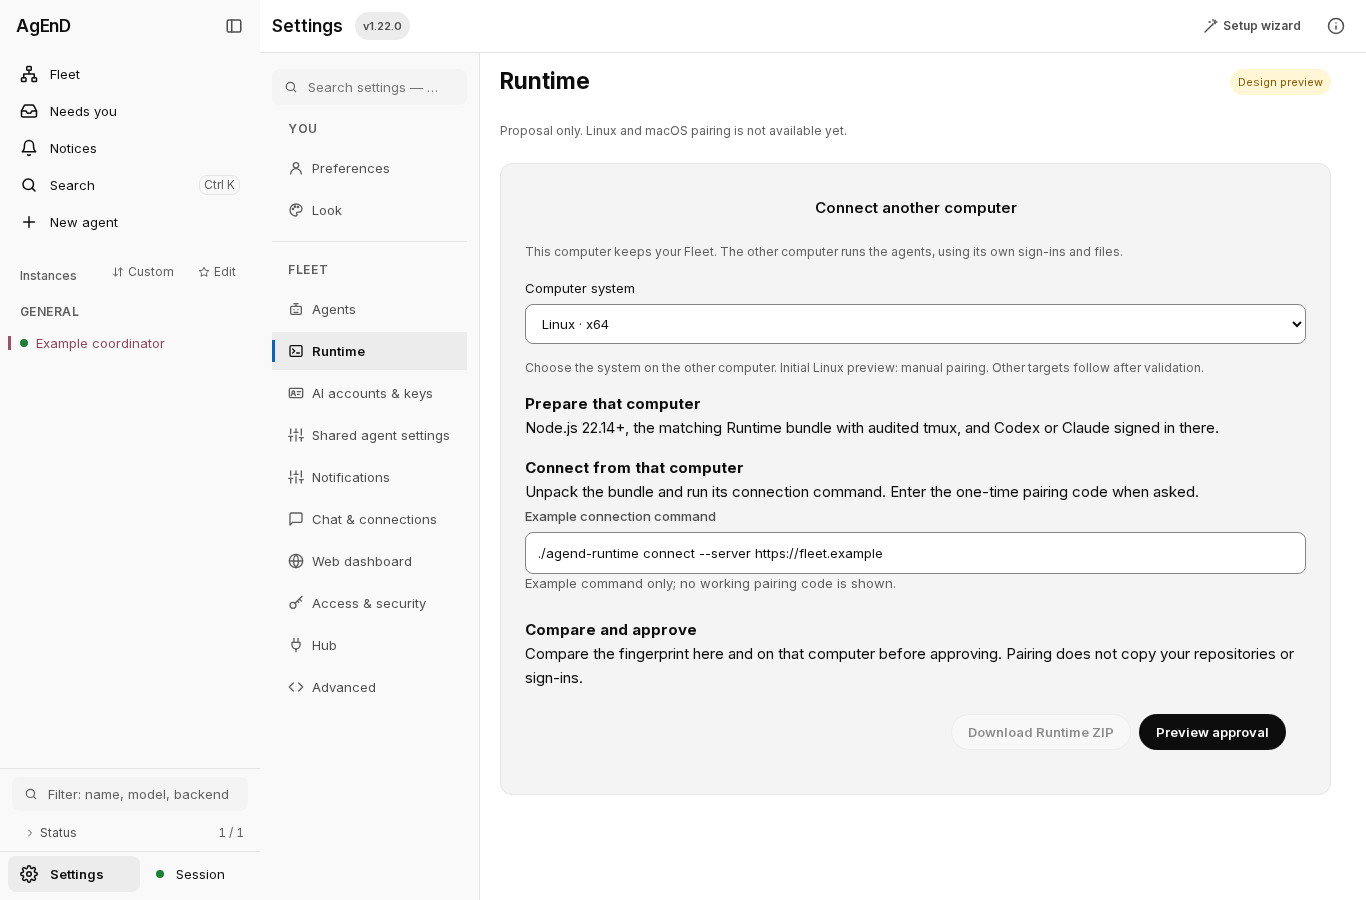 AgEnD
Fleet
Needs you
Notices
Search
Ctrl K
New agent
Instances
Custom
Edit
GENERAL
Example coordinator
Filter: name, model, backend
Status
1 / 1
Settings
Session
Settings
v1.22.0
Setup wizard
Search settings — …
YOU
Preferences
Look
FLEET
Agents
Runtime
AI accounts & keys
Shared agent settings
Notifications
Chat & connections
Web dashboard
Access & security
Hub
Advanced
Runtime
Design preview
Proposal only. Linux and macOS pairing is not available yet.
Connect another computer
This computer keeps your Fleet. The other computer runs the agents, using its own sign-ins and files.
Computer system
Linux · x64
Choose the system on the other computer. Initial Linux preview: manual pairing. Other targets follow after validation.
Prepare that computer
Node.js 22.14+, the matching Runtime bundle with audited tmux, and Codex or Claude signed in there.
Connect from that computer
Unpack the bundle and run its connection command. Enter the one-time pairing code when asked.
Example connection command
./agend-runtime connect --server https://fleet.example
Example command only; no working pairing code is shown.
Compare and approve
Compare the fingerprint here and on that computer before approving. Pairing does not copy your repositories or
sign-ins.
Download Runtime ZIP
Preview approval